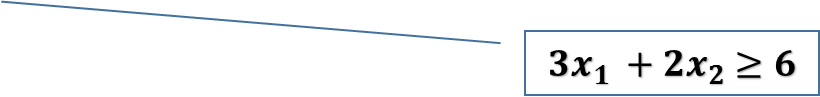 3x₁ + 2x₂ ≥ 6